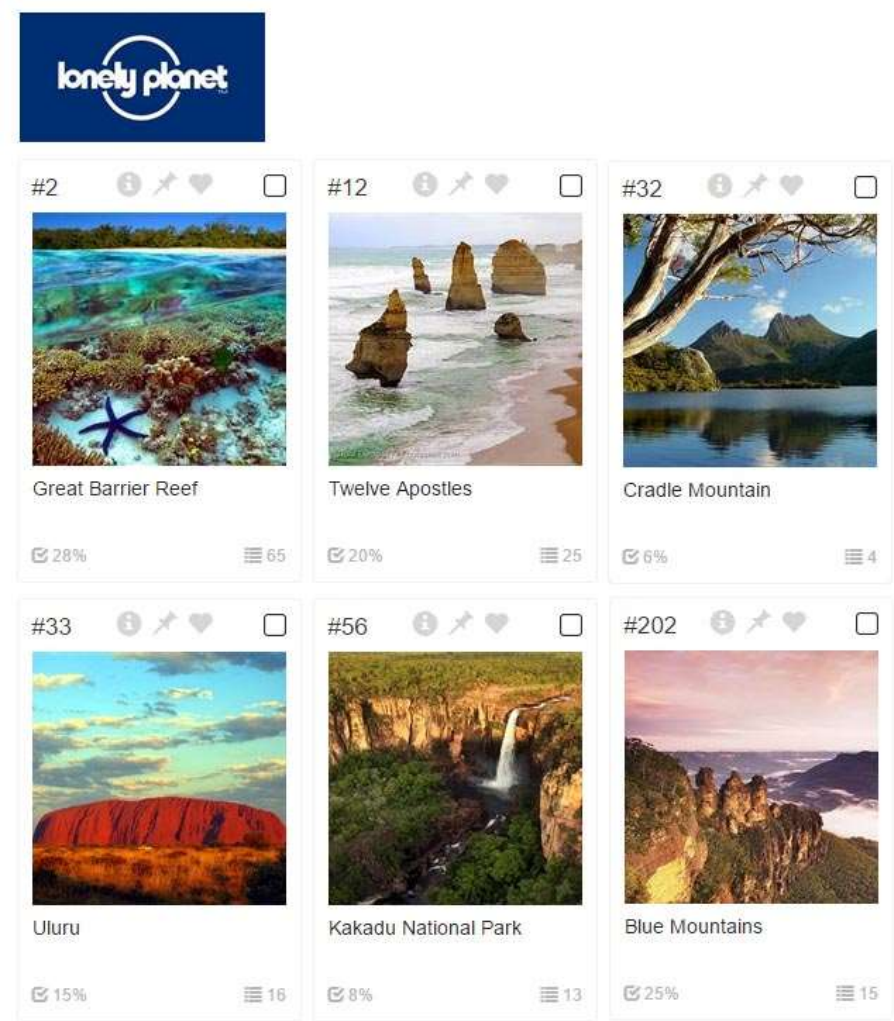 lonely planet
#2
#12
#32
Great Barrier Reef
Twelve Apostles
Cradle Mountain
28%
65
20%
25
6%
4
#33
#56
#202
Uluru
Kakadu National Park
Blue Mountains
15%
16
8%
13
25%
15